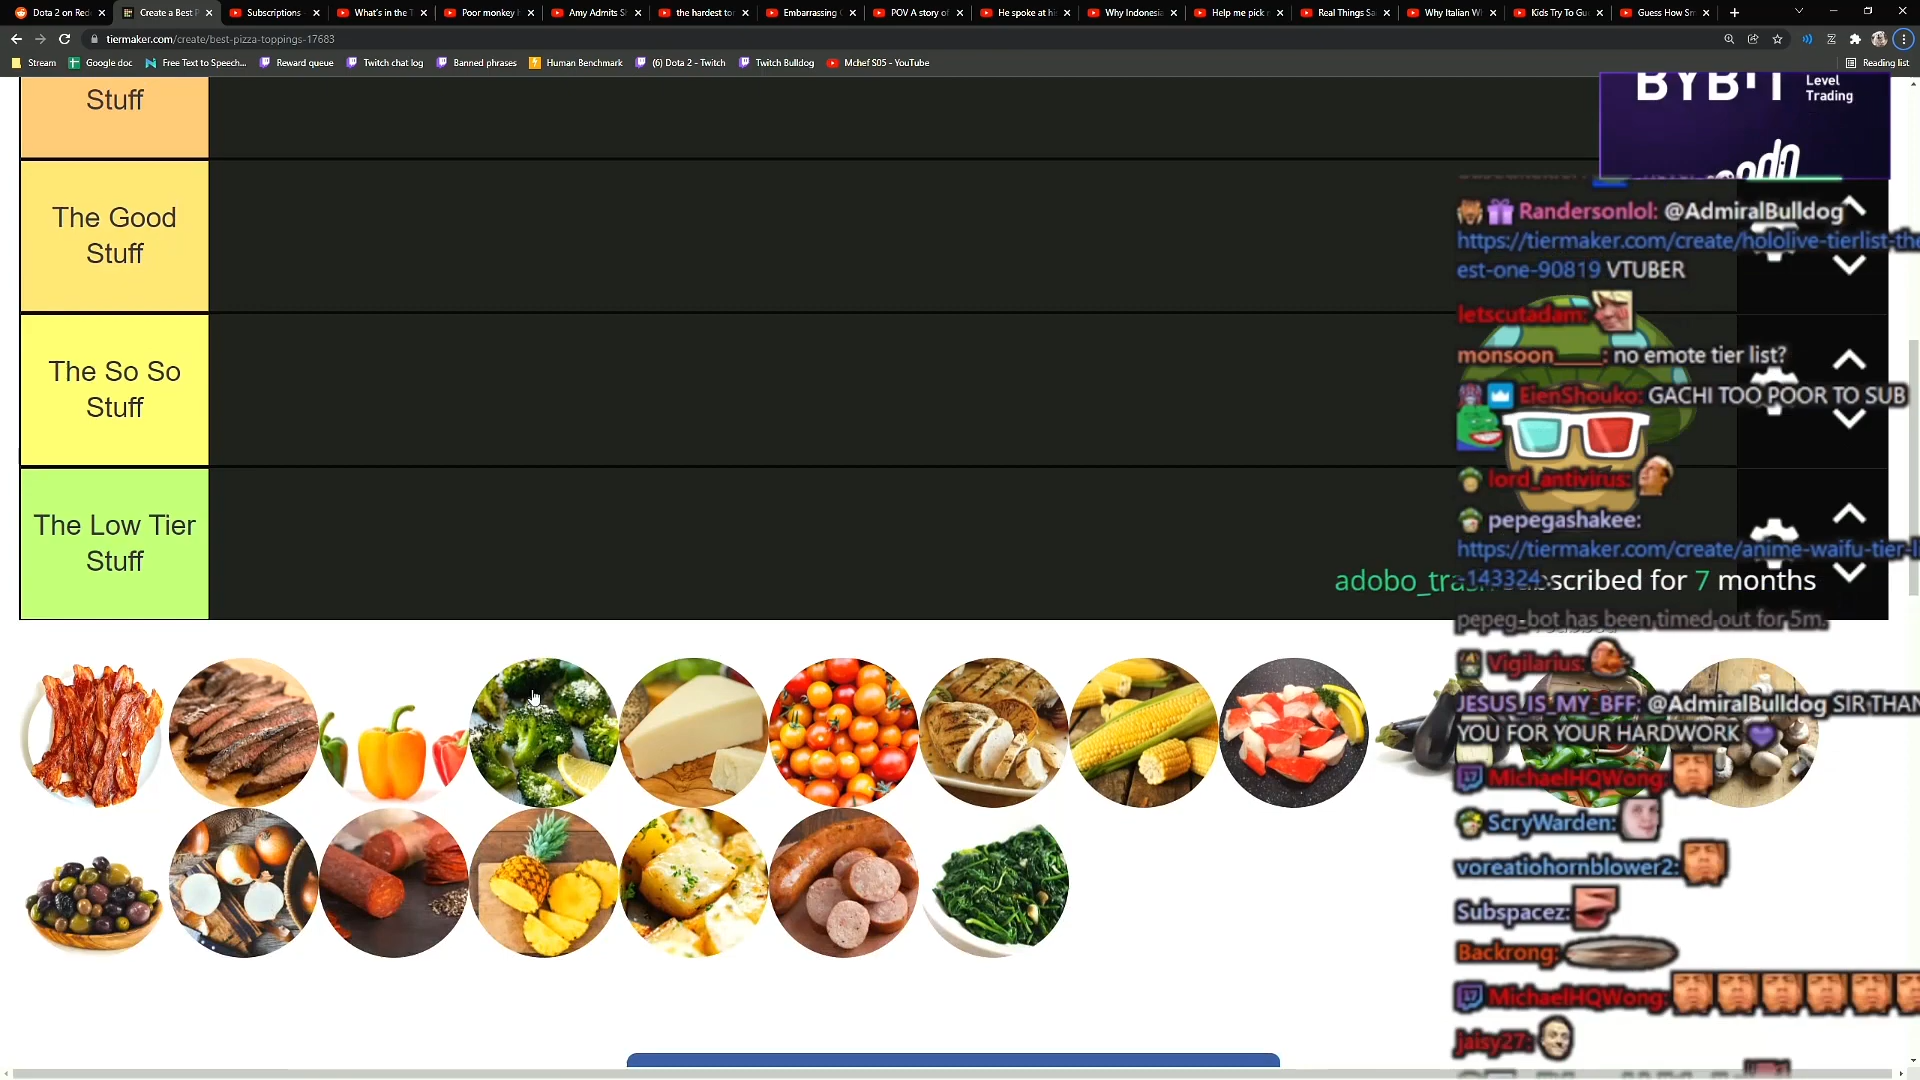 Dota 2 on Red
Create a Best P
Subscriptions
What's in the T
Poor monkey
Amy Admits S
the hardest to
Embarrassing
POV A story of
He spoke at hi
Why Indonesia
Help me pick
Real Things Sa
Why Italian W
Kids Try To Gu
Guess How Sm
tiermaker.com/create/best-pizza-toppings-17683
Stream
Google doc
Free Text to Speech...
Reward queue
Twitch chat log
Banned phrases
Human Benchmark
(6) Dota 2 - Twitch
Twitch Bulldog
Mchef S05 - YouTube
Reading list
Stuff
The Good
Stuff
The So So
Stuff
The Low Tier
Stuff
BYBIT
Level
Trading
Randersonlol: @AdmiralBulldog
https://tiermaker.com/create/hololive-tierlist-the
est-one-90819 VTUBER
letscutadam:
monsoon____: no emote tier list?
EienShouko: GACHI TOO POOR TO SUB
lord_antivirus:
pepegashakee:
https://tiermaker.com/create/anime-waifu-tier-l
-143324
scribed for 7 months
pepeg_bot has been timed out for 5m.
Vigilarius:
JESUS_IS_MY_BFF: @AdmiralBulldog SIR THAN
YOU FOR YOUR HARDWORK
MichaelHQWong:
ScryWarden:
voreatiohornblower2:
Subspacez:
Backrong:
MichaelHQWong:
jaisy27: